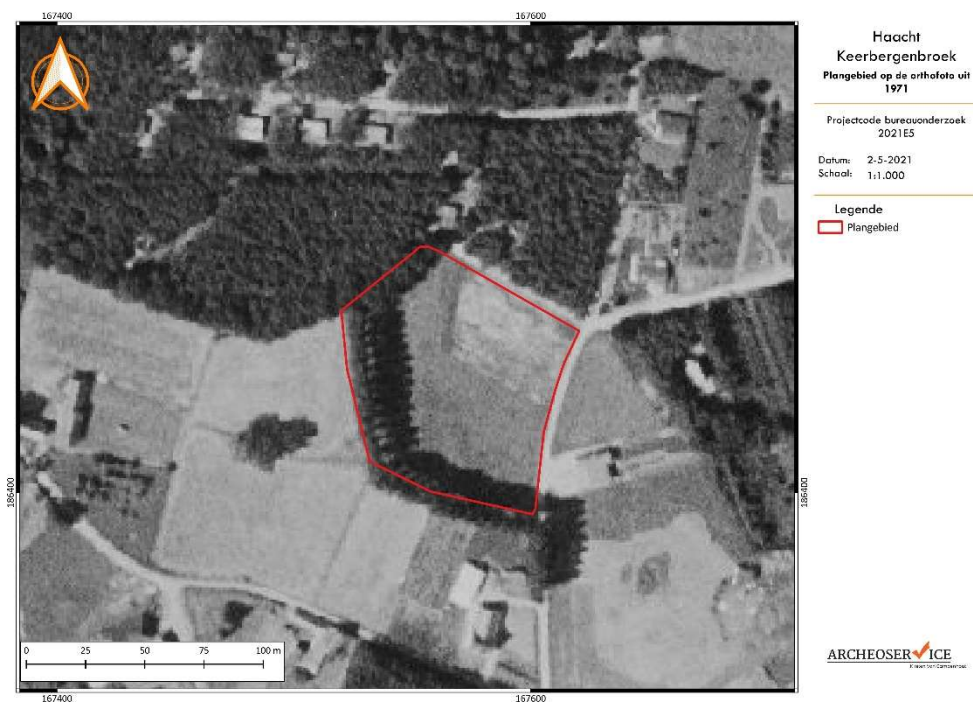 167400
167600
Haacht
Keerbergenbroek
Plangebied op de orthofoto uit
1971
Projectcode bureauonderzoek
2021E5
Datum: 2-5-2021
Schaal: 1:1.000
Legende
Plangebied
186400
186400
0 25 50 75 100 m
167400
167600
ARCHEOSERVICE